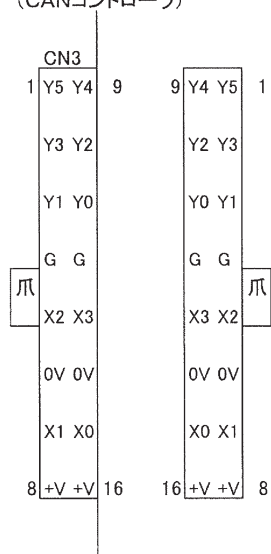 (CANコントローラ)
CN3
1 Y5 Y4 9 9 Y4 Y5 1
Y3 Y2 Y2 Y3
Y1 Y0 Y0 Y1
G G G G
爪 爪
X2 X3 X3 X2
0V 0V 0V 0V
X1 X0 X0 X1
8 +V +V 16 16 +V +V 8